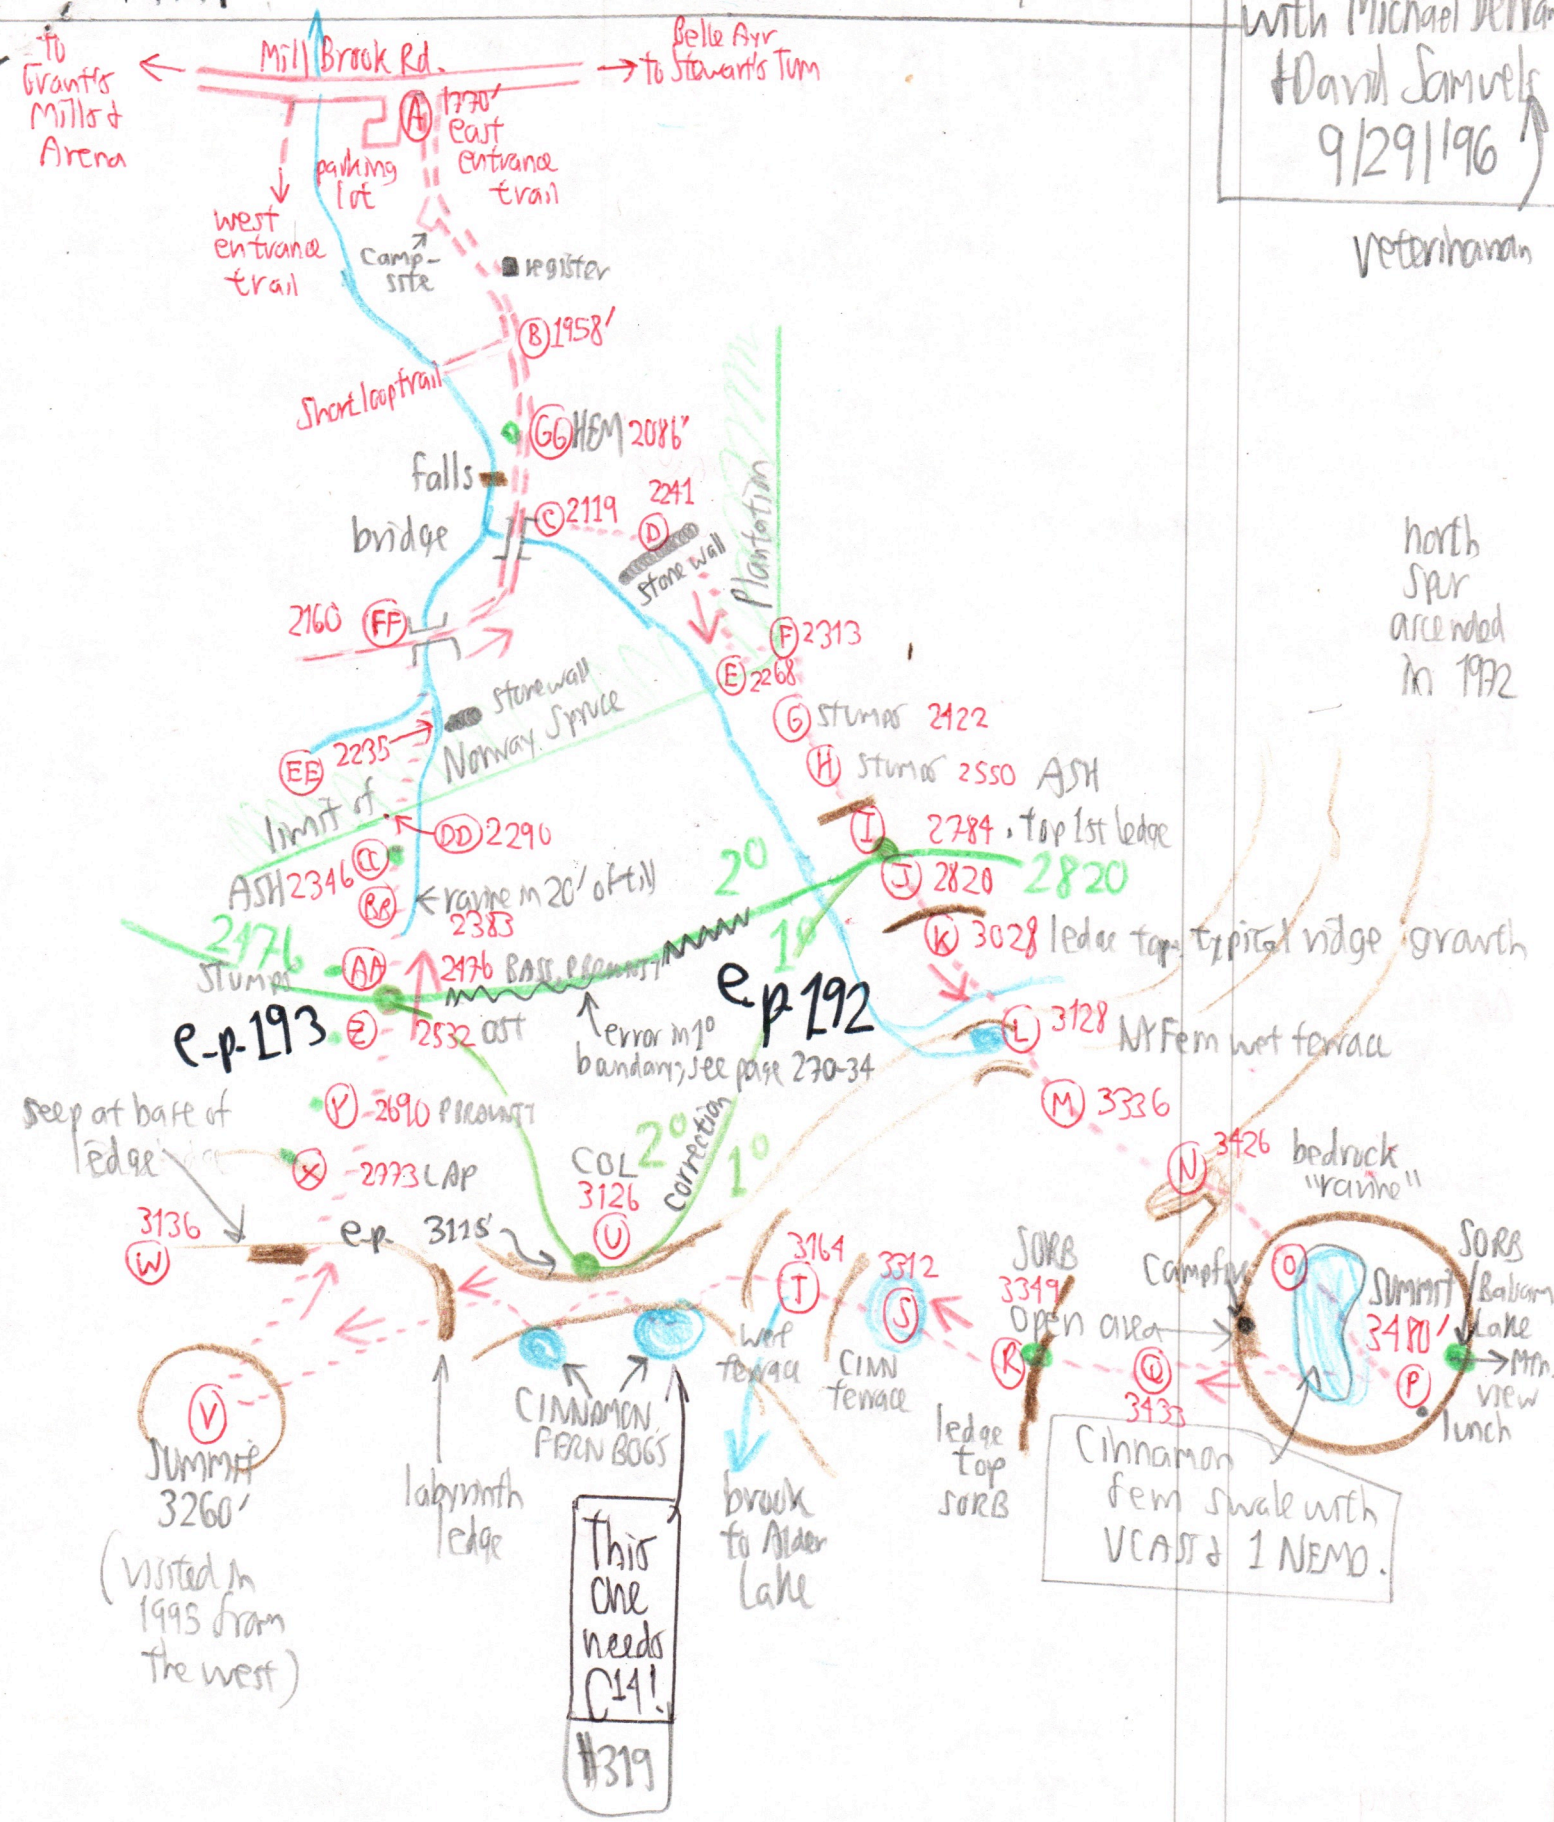 with Michael
& David Samuels
9/29/96
veterinarian
to
Grant's
Mills &
Arena
Mill Brook Rd.
Belle Ayr
to Stewart's Turn
A 1770'
east
entrance
trail
parking
lot
west
entrance
trail
camp-
site
register
B 1958'
Short loop trail
GG HEM 2086'
falls
C 2119
2241
D
bridge
stone wall
Plantation
north
spur
ascended
in 1972
2160 FF
F 2313
E 2268
stone wall
G stumps 2422
2235
EE
Norway Spruce
H stumps 2550 ASH
limit of
DD 2290
I 2784 . top 1st ledge
CC
ASH 2346
2°
J 2820
2820
BB
ravine in 20' of till
2383
2476
stumps
AA
2476 BASS, PROVUTT
1°
K 3028 ledge top, typical ridge growth
e.p. 193
e.p. 192
Z
2532 OST
error in 1°
boundary, see page 270-34
L 3128 NY Fern wet terrace
Y 2690
M 3336
seep at base of
ledge
X
2773 LAP
COL
3126
U
2°
correction
1°
N 3426 bedrock
"ravine"
3136
W
e.p. 3115'
3164
T
3312
S
SORB
3349
open area
campfire
O
SUMMIT
3480'
SORB
/Balsam
Lake
Mtn.
view
P
lunch
wet
terrace
CINN
terrace
R
Q
3433
V
SUMMIT
3260'
(visited in
1995 from
the west)
CINNAMON
FERN BOGS
labyrinth
ledge
ledge
top
SORB
Cinnamon
fern swale with
VCASS & 1 NEMO.
brook
to Alder
Lake
This
one
needs
C14!
#319